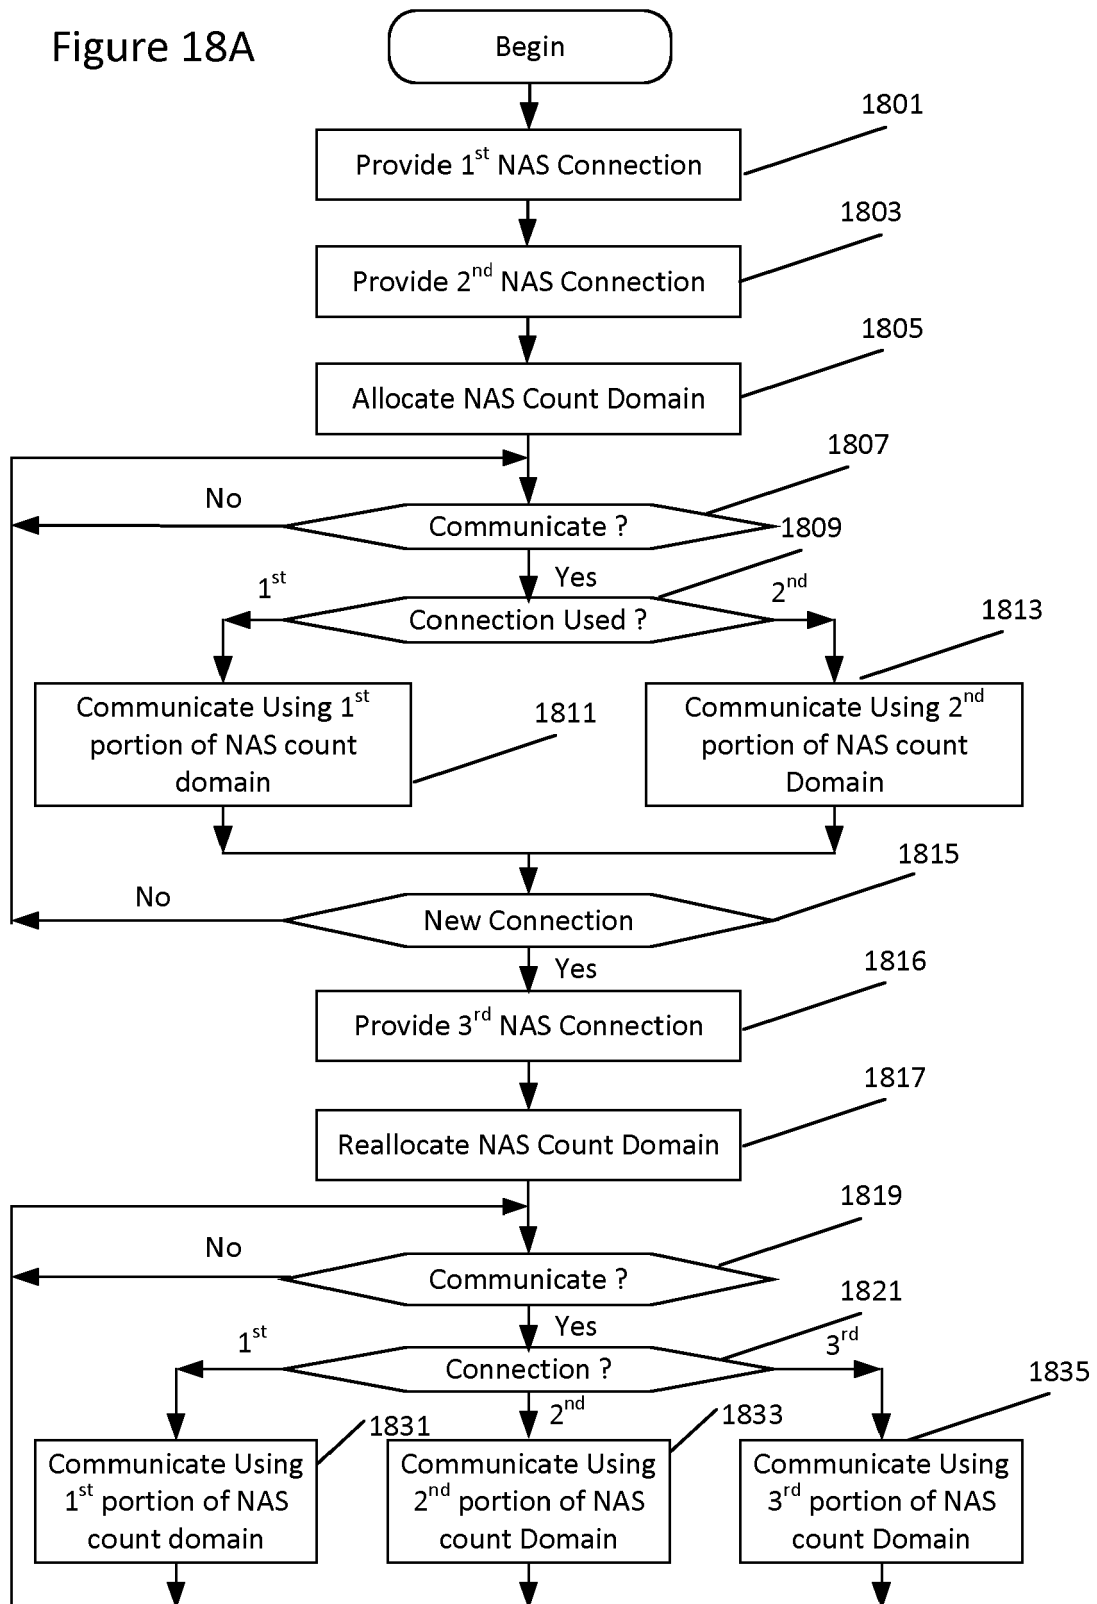 Figure 18A
Begin
1801
Provide 1st NAS Connection
1803
Provide 2nd NAS Connection
1805
Allocate NAS Count Domain
1807
No
Communicate ?
1809
Yes
1st
2nd
Connection Used ?
1813
Communicate Using 1st
portion of NAS count
domain
1811
Communicate Using 2nd
portion of NAS count
Domain
1815
No
New Connection
Yes
1816
Provide 3rd NAS Connection
1817
Reallocate NAS Count Domain
1819
No
Communicate ?
1821
Yes
1st
3rd
Connection ?
1835
2nd
1831
1833
Communicate Using
1st portion of NAS
count domain
Communicate Using
2nd portion of NAS
count Domain
Communicate Using
3rd portion of NAS
count Domain